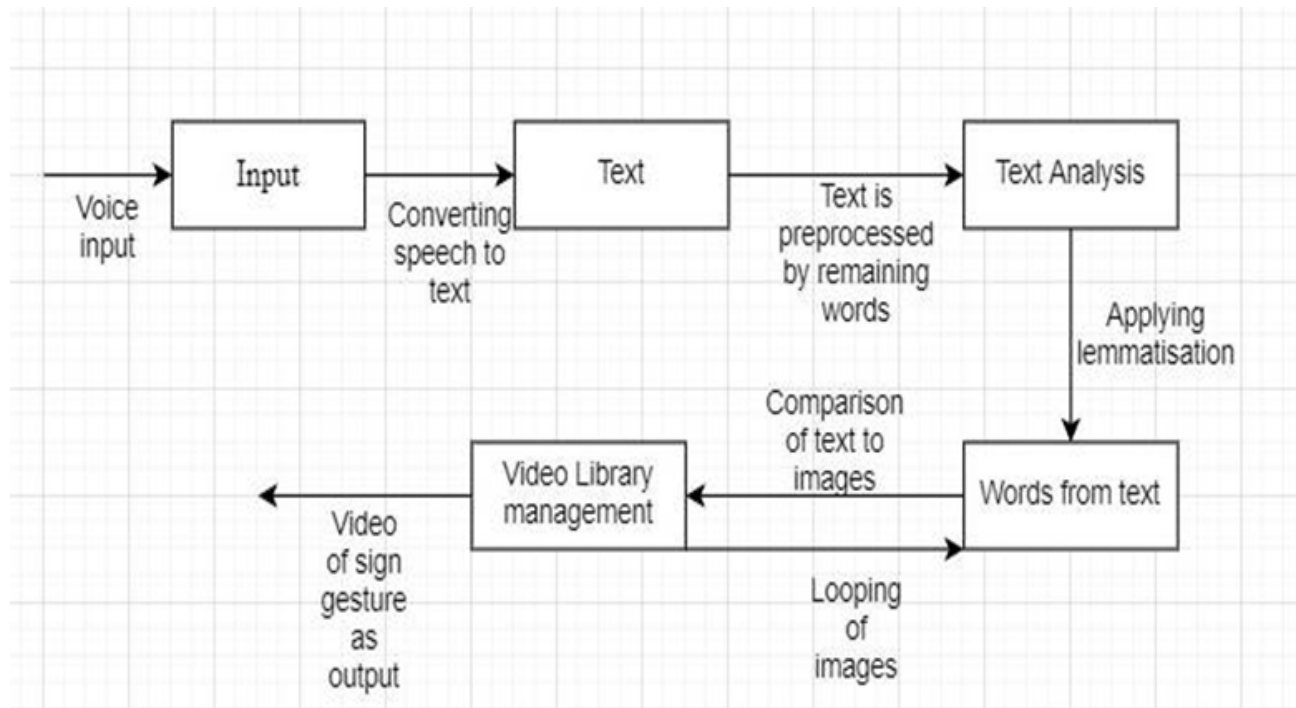 Input
Text
Text Analysis
Voice
input
Converting
speech to
text
Text is
preprocessed
by remaining
words
Applying
lemmatisation
Comparison
of text to
images
Video Library
management
Words from text
Video
of sign
gesture
as
output
Looping
of
images